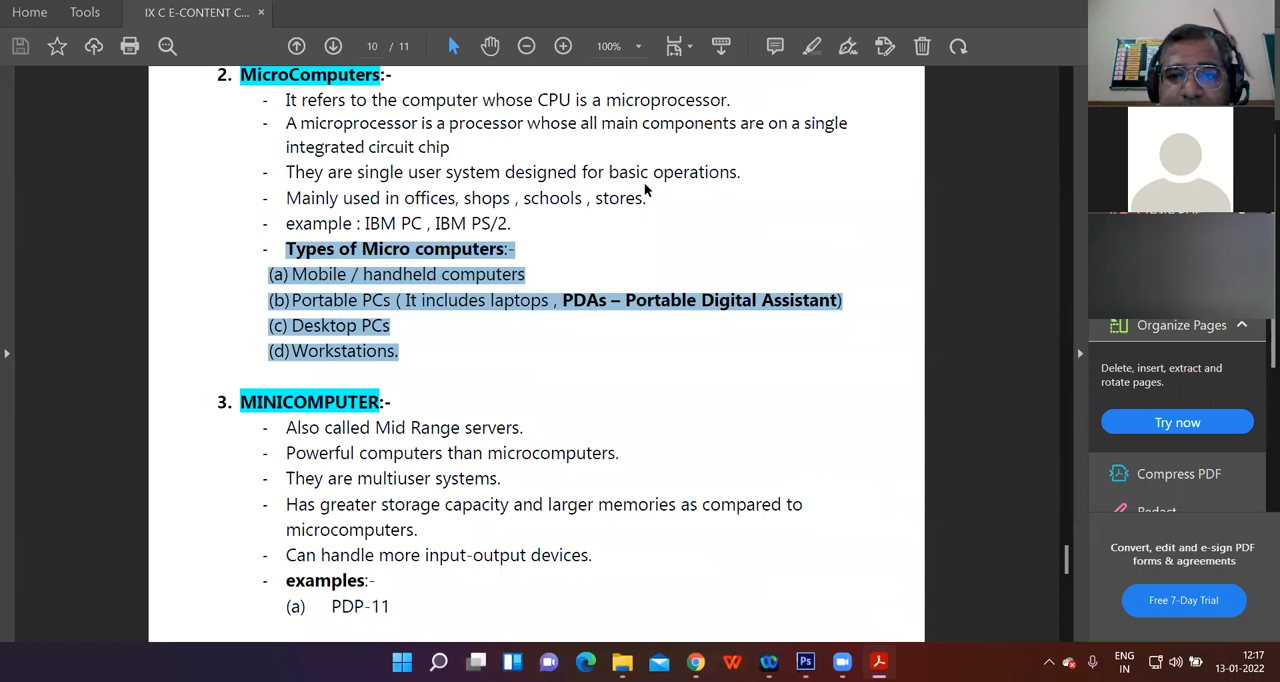 Home Tools IX C E-CONTENT C... ×
10 / 11 100%
2. MicroComputers:-
- It refers to the computer whose CPU is a microprocessor.
- A microprocessor is a processor whose all main components are on a single
integrated circuit chip
- They are single user system designed for basic operations.
- Mainly used in offices, shops , schools , stores.
- example : IBM PC , IBM PS/2.
- Types of Micro computers:-
(a) Mobile / handheld computers
(b) Portable PCs ( It includes laptops , PDAs – Portable Digital Assistant)
(c) Desktop PCs
(d) Workstations.
3. MINICOMPUTER:-
- Also called Mid Range servers.
- Powerful computers than microcomputers.
- They are multiuser systems.
- Has greater storage capacity and larger memories as compared to
microcomputers.
- Can handle more input-output devices.
- examples:-
(a) PDP-11
Organize Pages
Delete, insert, extract and
rotate pages.
Try now
Compress PDF
Redact
Convert, edit and e-sign PDF
forms & agreements
Free 7-Day Trial
Ps
ENG
IN
12:17
13-01-2022